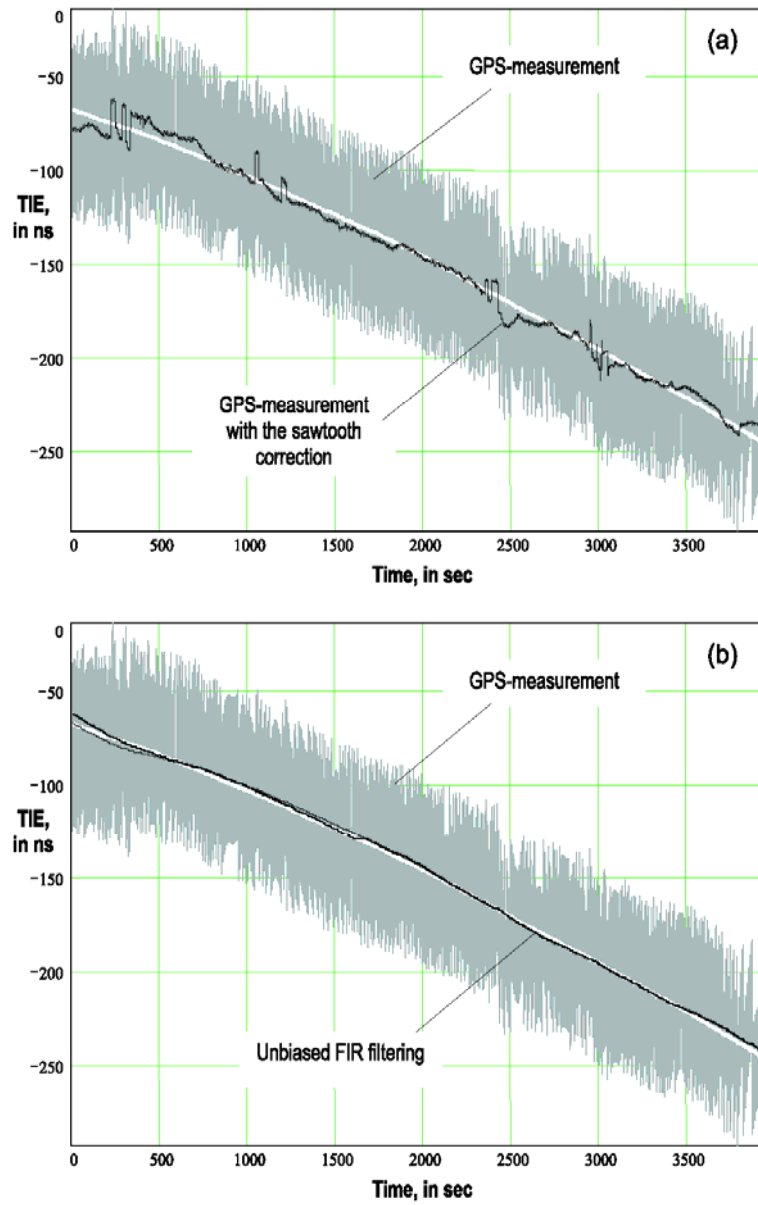 (a)
GPS-measurement
0
−50
−100
TIE,
in ns
−150
−200
−250
GPS-measurement
with the sawtooth
correction
0 500 1000 1500 2000 2500 3000 3500
Time, in sec
(b)
GPS-measurement
0
−50
−100
TIE,
in ns
−150
−200
−250
Unbiased FIR filtering
0 500 1000 1500 2000 2500 3000 3500
Time, in sec